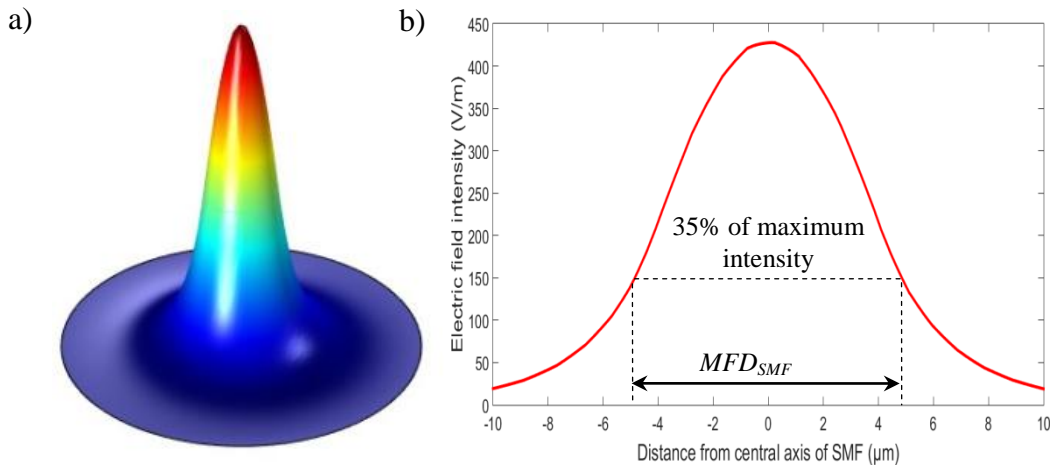 a)
b)
Electric field intensity (V/m)
450
400
350
300
250
200
150
100
50
0
35% of maximum
intensity
MFD_SMF
-10 -8 -6 -4 -2 0 2 4 6 8 10
Distance from central axis of SMF (µm)